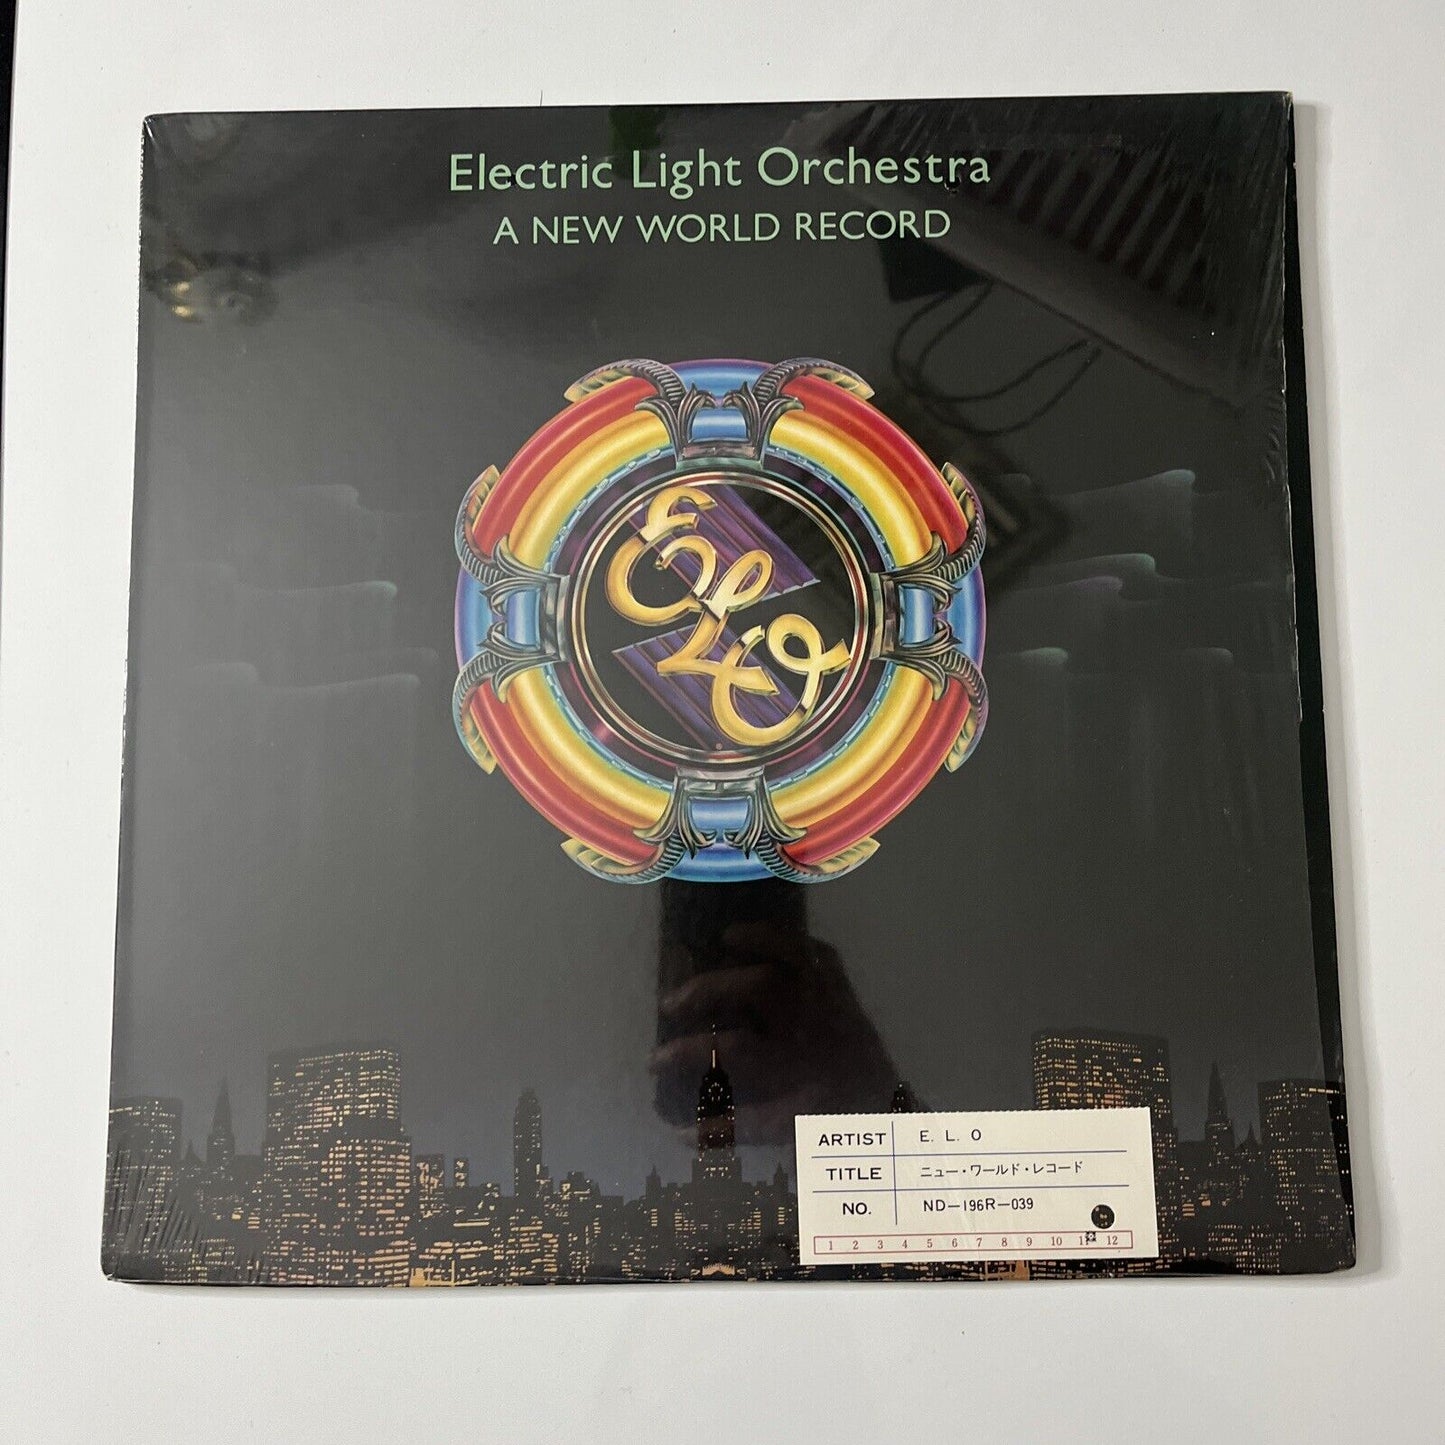 Electric Light Orchestra
A NEW WORLD RECORD
ELO
ARTIST E. L. O
TITLE ニュー・ワールド・レコード
NO. ND-196R-039
1 2 3 4 5 6 7 8 9 10 11 12